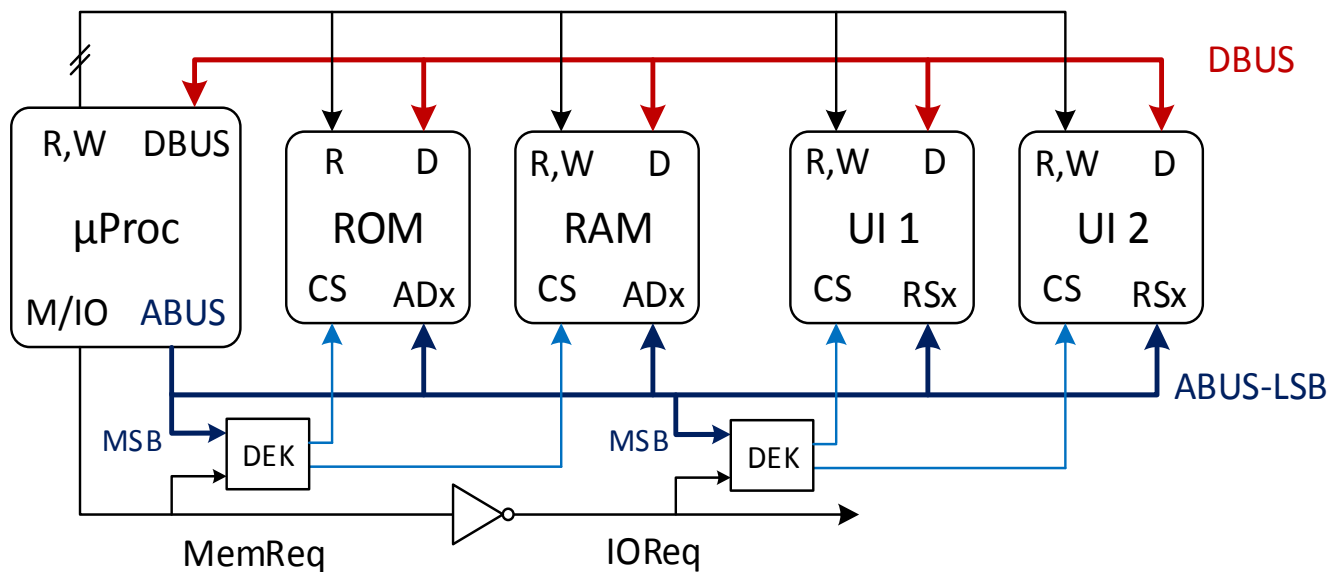 DBUS
R,W DBUS
µProc
M/IO ABUS
R D
ROM
CS ADx
R,W D
RAM
CS ADx
R,W D
UI 1
CS RSx
R,W D
UI 2
CS RSx
ABUS-LSB
MSB
DEK
MSB
DEK
MemReq
IOReq